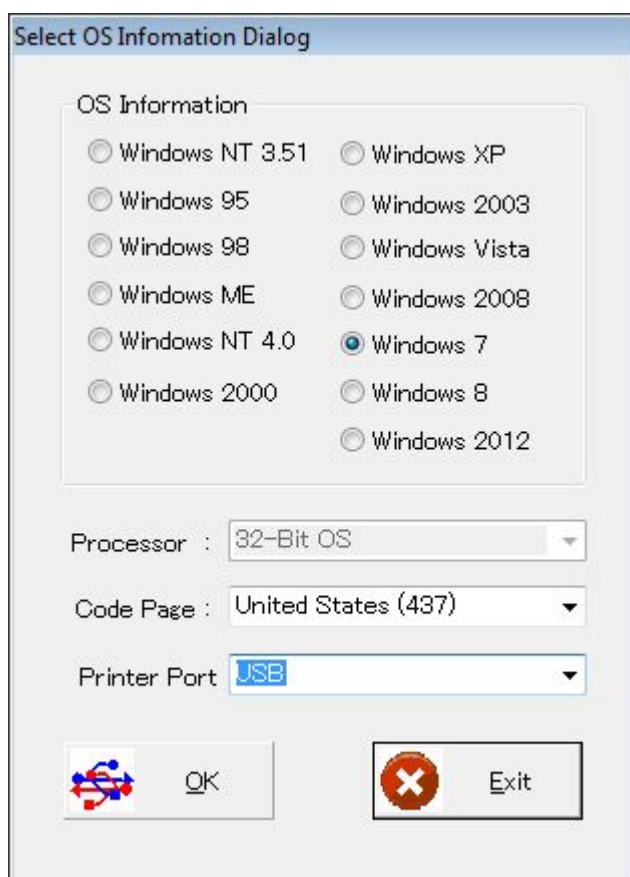 Select OS Infomation Dialog
OS Information
Windows NT 3.51
Windows 95
Windows 98
Windows ME
Windows NT 4.0
Windows 2000
Windows XP
Windows 2003
Windows Vista
Windows 2008
Windows 7
Windows 8
Windows 2012
Processor : 32-Bit OS
Code Page : United States (437)
Printer Port USB
OK
Exit